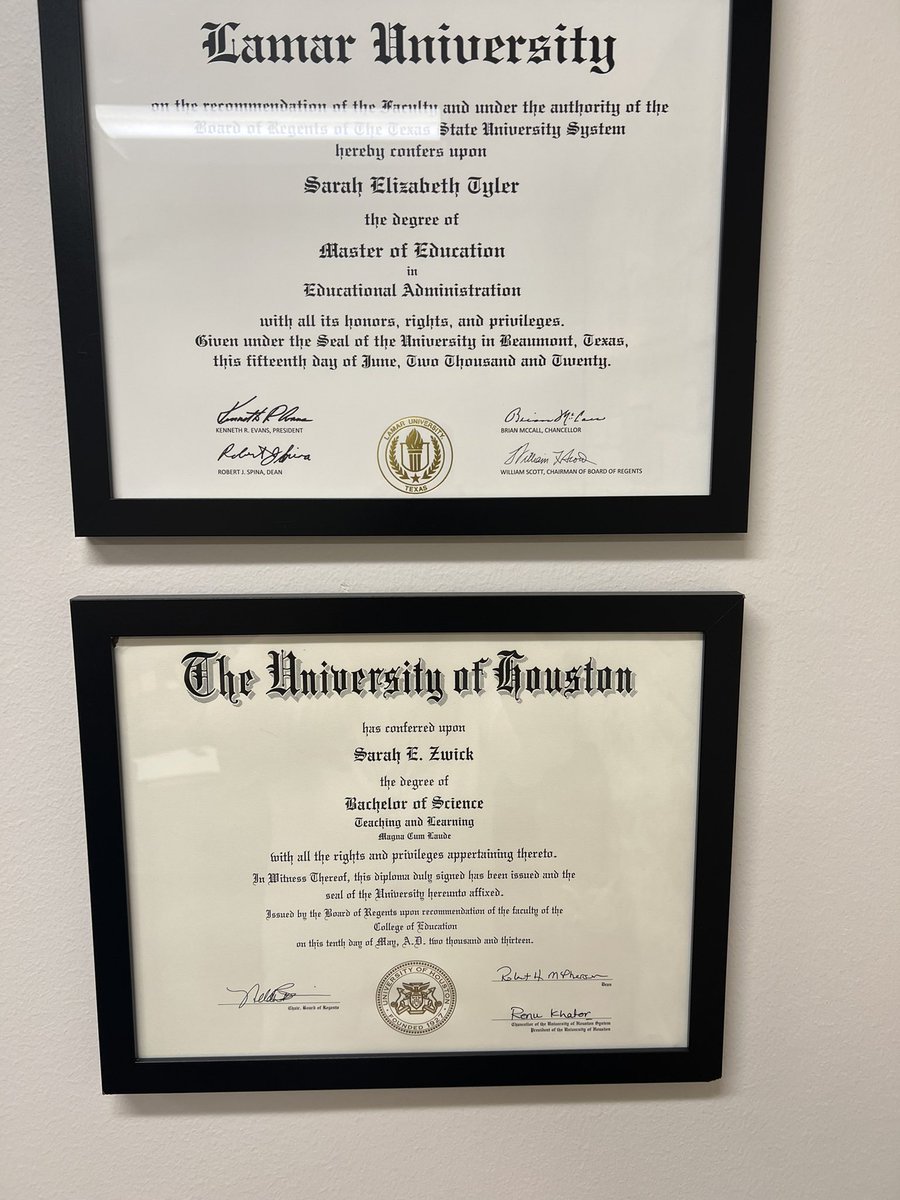 Lamar University
on the recommendation of the Faculty and under the authority of the
Board of Regents of The Texas State University System
hereby confers upon
Sarah Elizabeth Tyler
the degree of
Master of Education
in
Educational Administration
with all its honors, rights, and privileges.
Given under the Seal of the University in Beaumont, Texas,
this fifteenth day of June, Two Thousand and Twenty.
KENNETH R. EVANS, PRESIDENT
BRIAN MCCALL, CHANCELLOR
ROBERT J. SPINA, DEAN
WILLIAM SCOTT, CHAIRMAN OF BOARD OF REGENTS
LAMAR UNIVERSITY
TEXAS
The University of Houston
has conferred upon
Sarah E. Zwick
the degree of
Bachelor of Science
Teaching and Learning
Magna Cum Laude
with all the rights and privileges appertaining thereto.
In Witness Thereof, this diploma duly signed has been issued and the
seal of the University hereunto affixed.
Issued by the Board of Regents upon recommendation of the faculty of the
College of Education
on this tenth day of May, A.D. two thousand and thirteen.
Robert H. McPherson
Dean
Chair, Board of Regents
UNIVERSITY OF HOUSTON
FOUNDED 1927
Renu Khator
Chancellor of the University of Houston System
President of the University of Houston